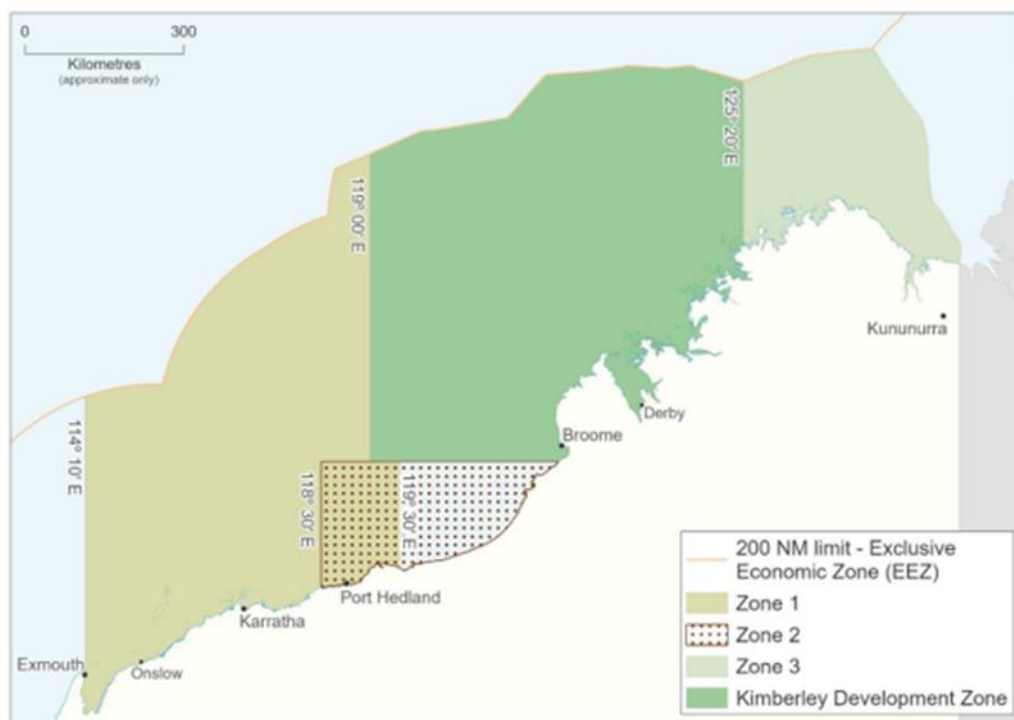 0 300
Kilometres
(approximate only)
125° 20' E
119° 00' E
Kununurra
Derby
Broome
114° 10' E
118° 30' E
119° 30' E
Port Hedland
Karratha
Exmouth
Onslow
200 NM limit - Exclusive
Economic Zone (EEZ)
Zone 1
Zone 2
Zone 3
Kimberley Development Zone